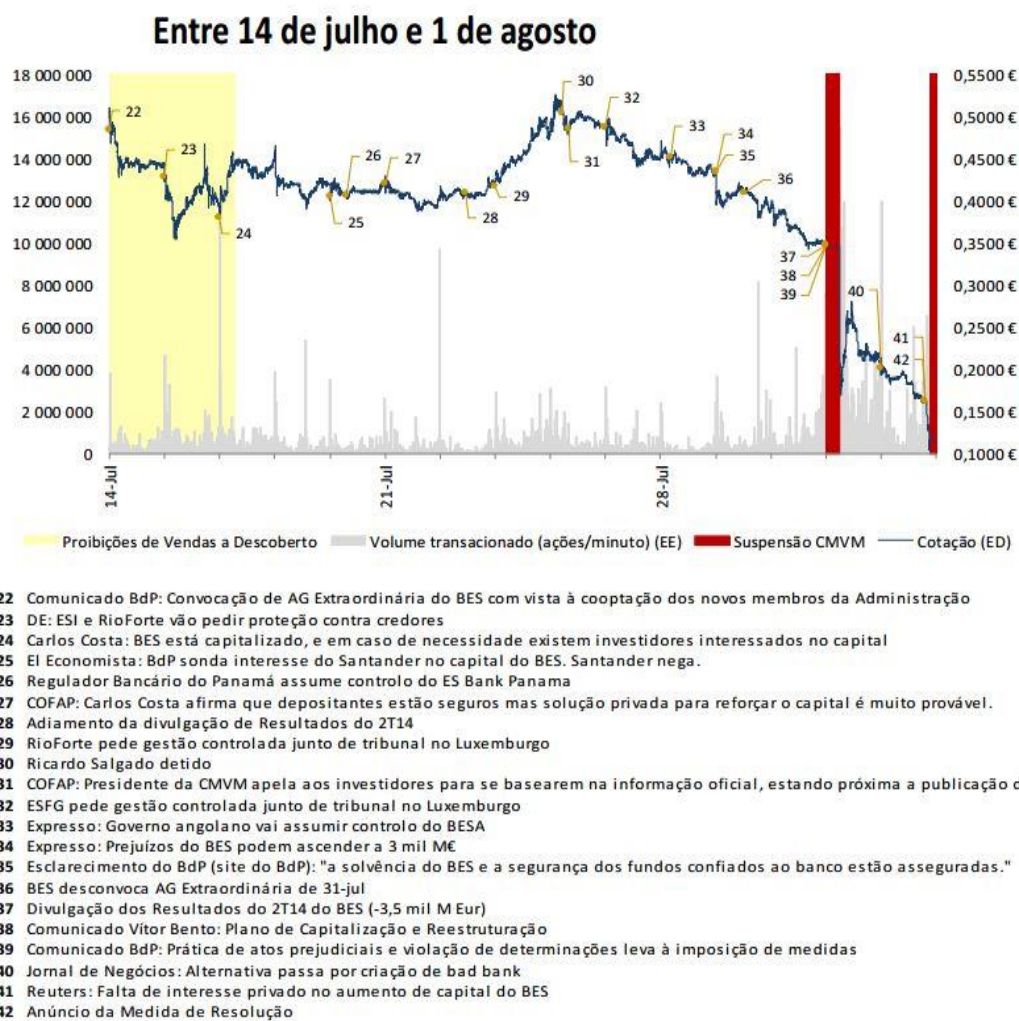 Entre 14 de julho e 1 de agosto
18 000 000
16 000 000
14 000 000
12 000 000
10 000 000
8 000 000
6 000 000
4 000 000
2 000 000
0
0,5500 €
0,5000 €
0,4500 €
0,4000 €
0,3500 €
0,3000 €
0,2500 €
0,2000 €
0,1500 €
0,1000 €
22
23
24
25
26
27
28
29
30
31
32
33
34
35
36
37
38
39
40
41
42
14-Jul
21-Jul
28-Jul
Proibições de Vendas a Descoberto Volume transacionado (ações/minuto) (EE) Suspensão CMVM Cotação (ED)
22 Comunicado BdP: Convocação de AG Extraordinária do BES com vista à cooptação dos novos membros da Administração
23 DE: ESI e RioForte vão pedir proteção contra credores
24 Carlos Costa: BES está capitalizado, e em caso de necessidade existem investidores interessados no capital
25 El Economista: BdP sonda interesse do Santander no capital do BES. Santander nega.
26 Regulador Bancário do Panamá assume controlo do ES Bank Panama
27 COFAP: Carlos Costa afirma que depositantes estão seguros mas solução privada para reforçar o capital é muito provável.
28 Adiamento da divulgação de Resultados do 2T14
29 RioForte pede gestão controlada junto de tribunal no Luxemburgo
30 Ricardo Salgado detido
31 COFAP: Presidente da CMVM apela aos investidores para se basearem na informação oficial, estando próxima a publicação
32 ESFG pede gestão controlada junto de tribunal no Luxemburgo
33 Expresso: Governo angolano vai assumir controlo do BESA
34 Expresso: Prejuízos do BES podem ascender a 3 mil M€
35 Esclarecimento do BdP (site do BdP): "a solvência do BES e a segurança dos fundos confiados ao banco estão asseguradas."
36 BES desconvoca AG Extraordinária de 31-jul
37 Divulgação dos Resultados do 2T14 do BES (-3,5 mil M Eur)
38 Comunicado Vítor Bento: Plano de Capitalização e Reestruturação
39 Comunicado BdP: Prática de atos prejudiciais e violação de determinações leva à imposição de medidas
40 Jornal de Negócios: Alternativa passa por criação de bad bank
41 Reuters: Falta de interesse privado no aumento de capital do BES
42 Anúncio da Medida de Resolução